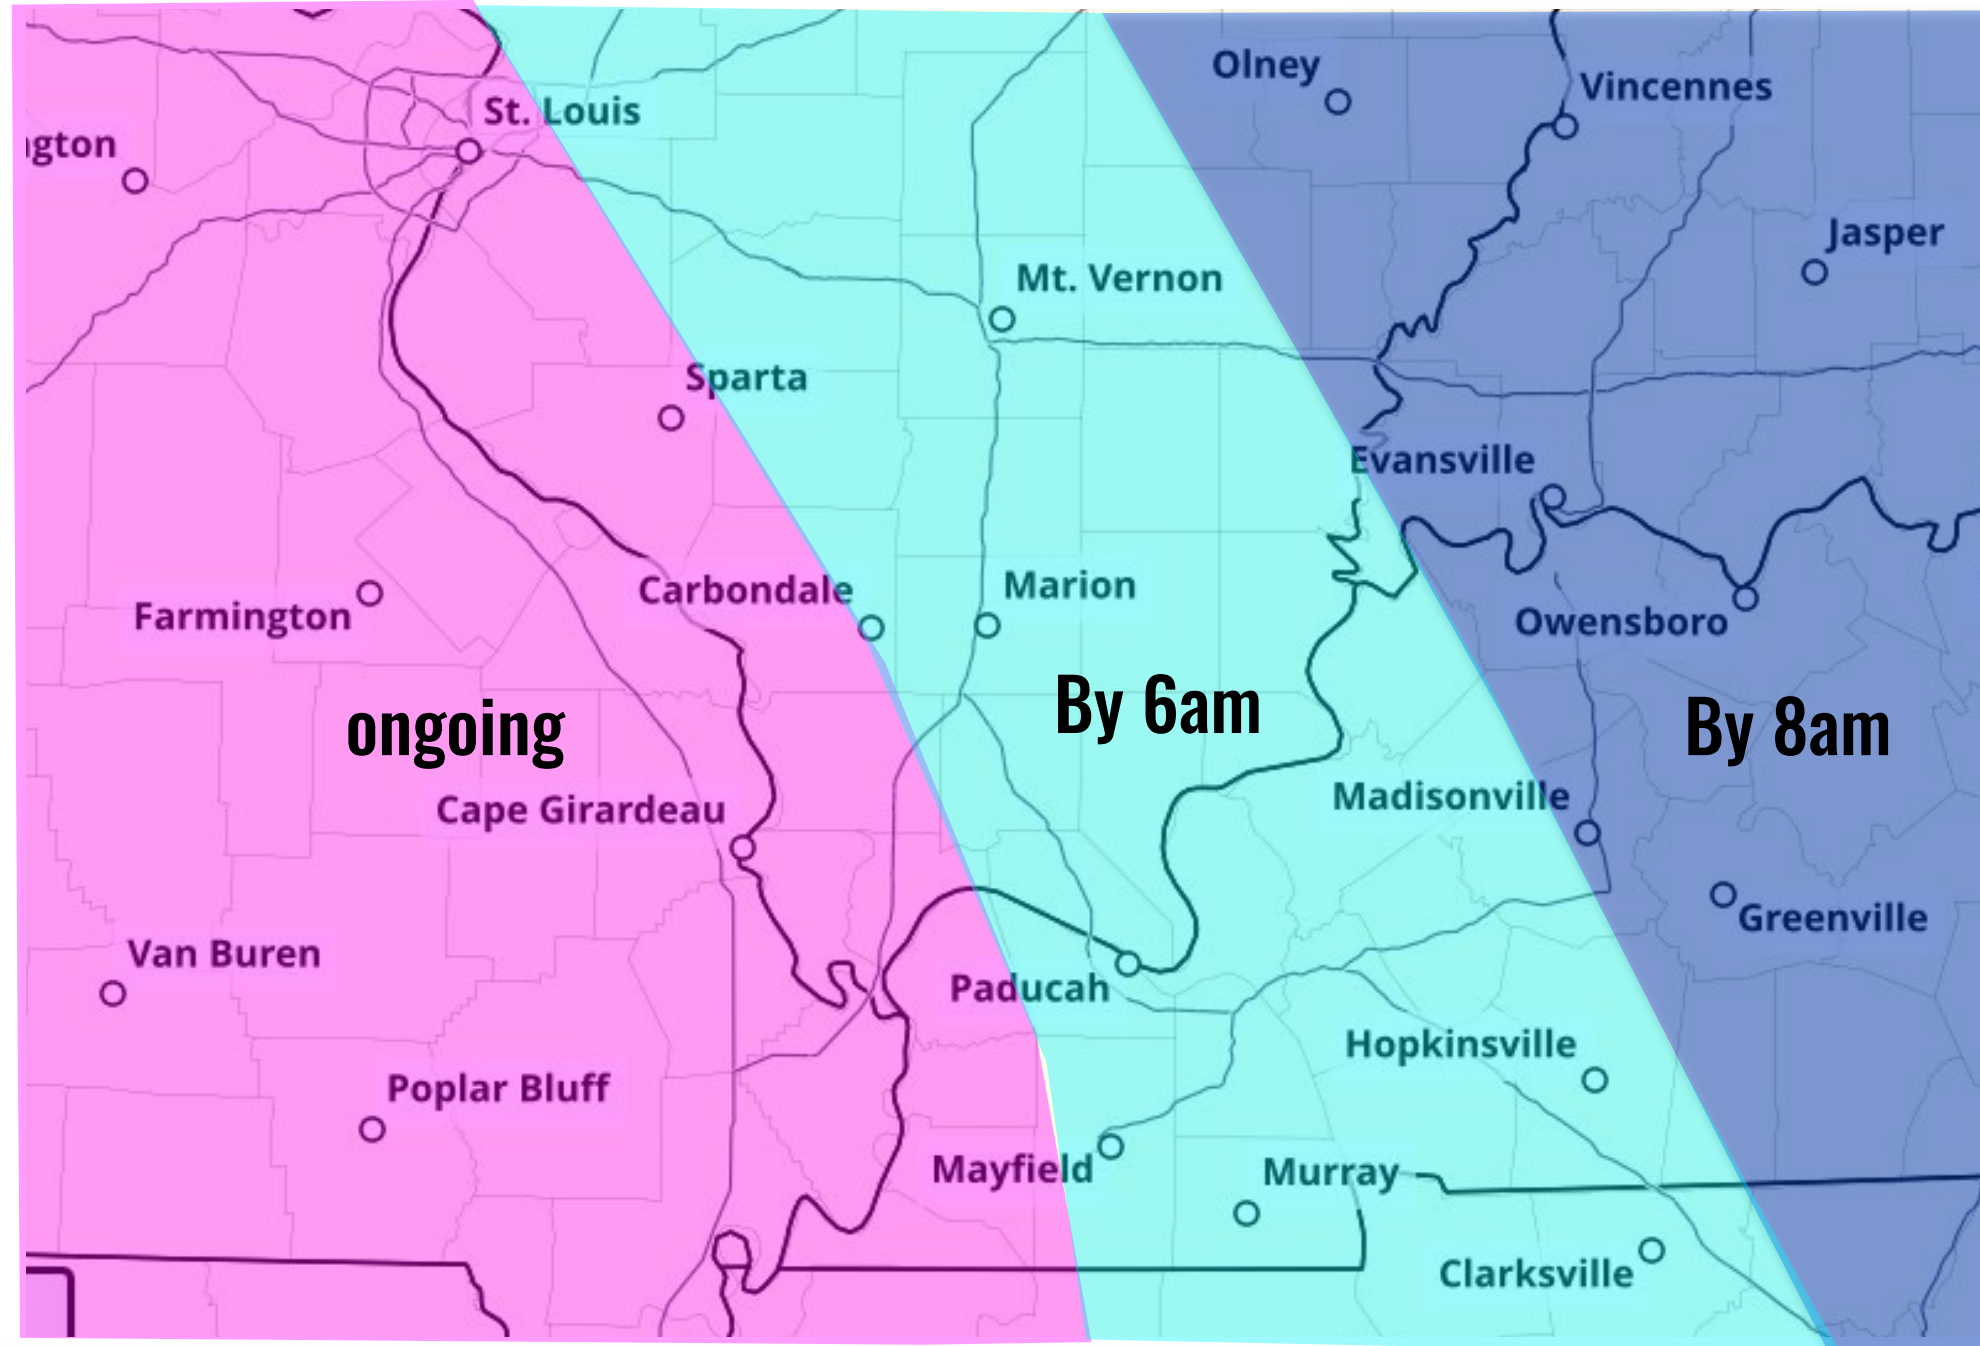 Olney
Vincennes
St. Louis
Jasper
Mt. Vernon
Sparta
Evansville
Carbondale
Marion
Farmington
Owensboro
ongoing
By 6am
By 8am
Cape Girardeau
Madisonville
Greenville
Van Buren
Paducah
Hopkinsville
Poplar Bluff
Mayfield
Murray
Clarksville